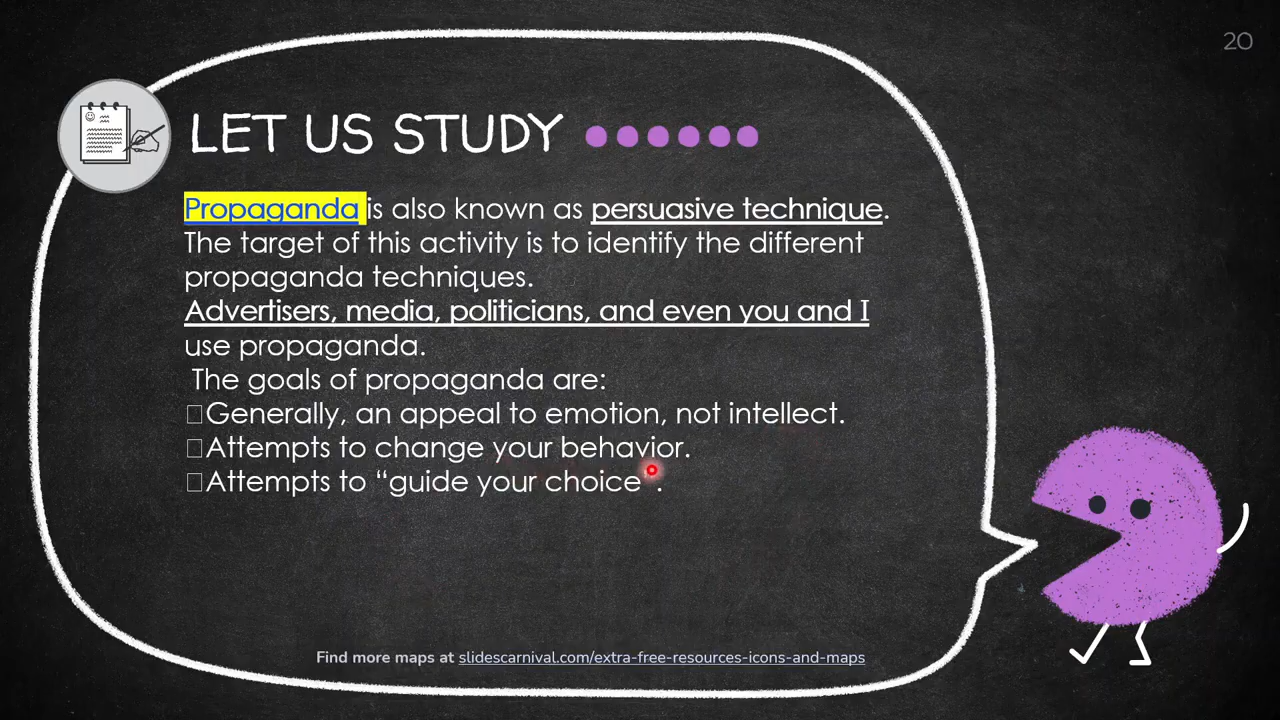 20
LET US STUDY
Propaganda is also known as persuasive technique.
The target of this activity is to identify the different
propaganda techniques.
Advertisers, media, politicians, and even you and I
use propaganda.
The goals of propaganda are:
□Generally, an appeal to emotion, not intellect.
□Attempts to change your behavior.
□Attempts to “guide your choice”.
Find more maps at slidescarnival.com/extra-free-resources-icons-and-maps